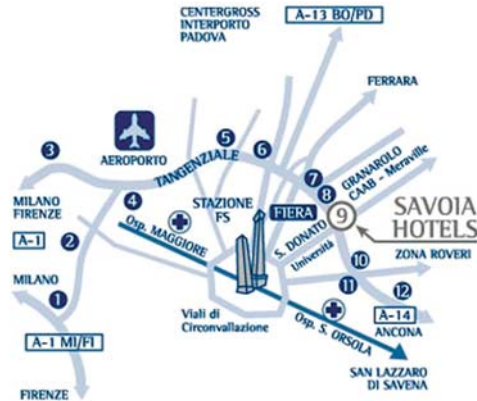 CENTERGROSS
INTERPORTO
PADOVA
A-13 BO/PD
FERRARA
AEROPORTO
3
5
6
TANGENZIALE
7
8
GRANAROLO
CAAB - Meraville
MILANO
FIRENZE
4
STAZIONE
FS
FIERA
9
SAVOIA
HOTELS
A-1
2
Osp. MAGGIORE
S. DONATO
Università
10
ZONA ROVERI
MILANO
1
11
12
A-14
ANCONA
Viali di
Circonvallazione
Osp. S. ORSOLA
A-1 MI/FI
SAN LAZZARO
DI SAVENA
FIRENZE